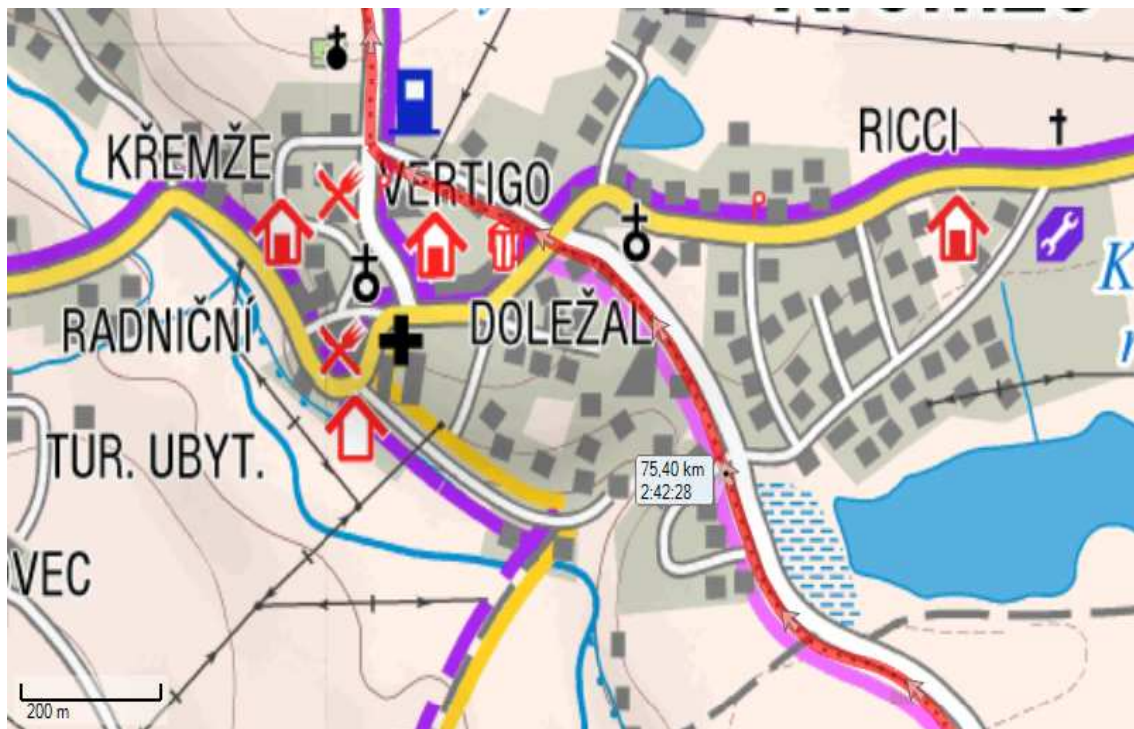 RICCI
KŘEMŽE
VERTIGO
P
P
RADNIČNÍ
DOLEŽAL
TUR. UBYT.
75,40 km
2:42:28
VEC
200 m